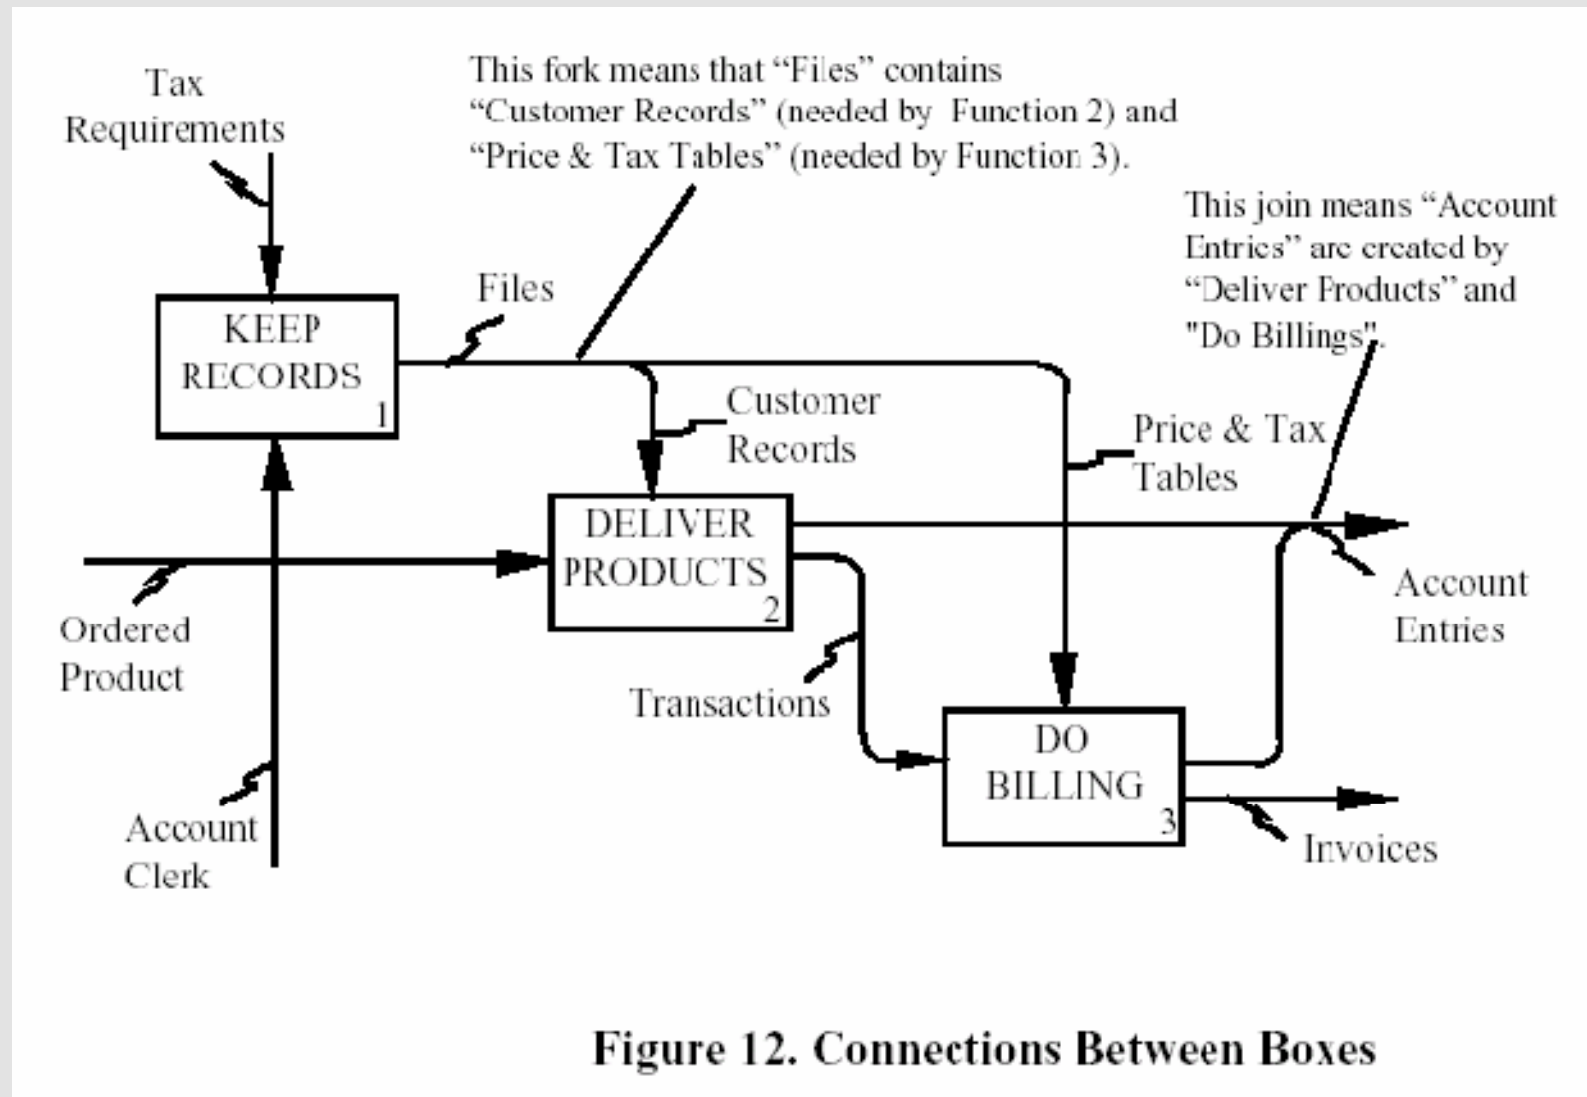 Tax
Requirements
This fork means that “Files” contains
“Customer Records” (needed by Function 2) and
“Price & Tax Tables” (needed by Function 3).
This join means “Account
Entries” are created by
“Deliver Products” and
"Do Billings".
Files
KEEP
RECORDS
1
Customer
Records
Price & Tax
Tables
DELIVER
PRODUCTS
2
Ordered
Product
Account
Entries
Transactions
DO
BILLING
3
Account
Clerk
Invoices
Figure 12. Connections Between Boxes